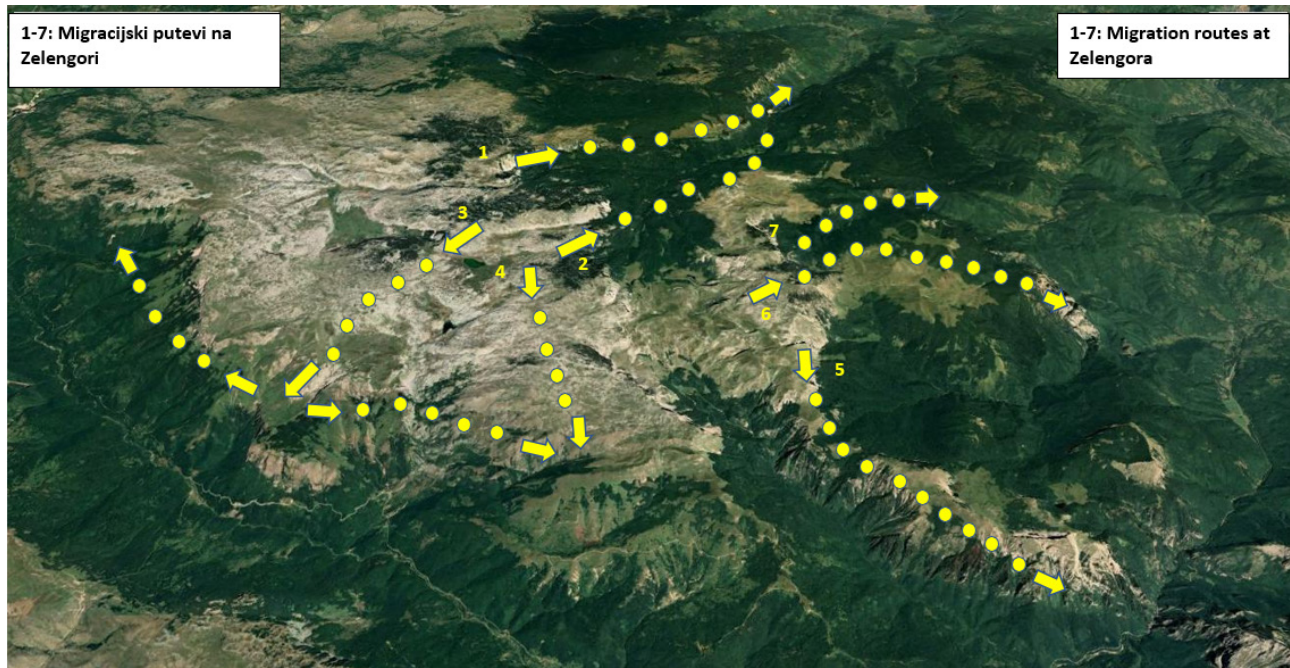 1-7: Migracijski putevi na
Zelengori
1-7: Migration routes at
Zelengora
1
2
3
4
5
6
7